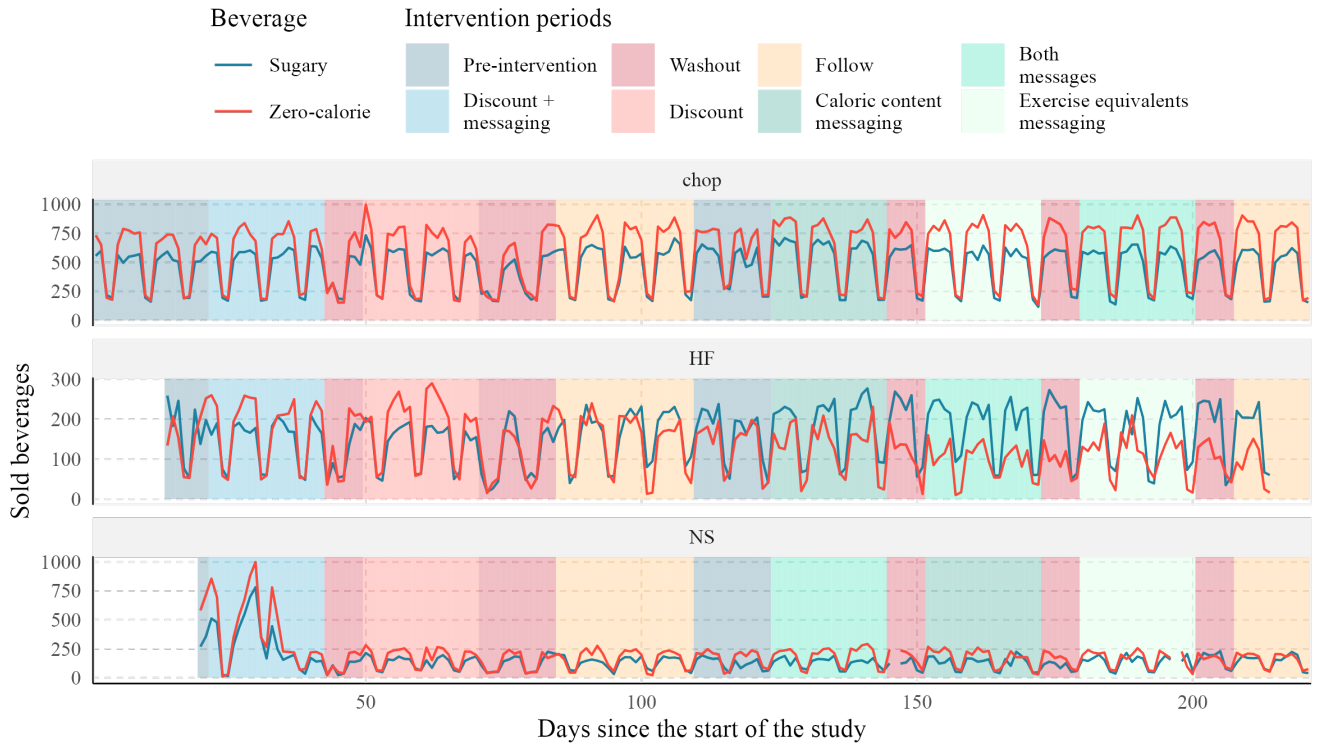 Beverage
Intervention periods
Sugary
Zero-calorie
Pre-intervention
Washout
Follow
Both
messages
Discount +
messaging
Discount
Caloric content
messaging
Exercise equivalents
messaging
Sold beverages
chop
1000
750
500
250
0
HF
300
200
100
0
NS
1000
750
500
250
0
50
100
150
200
Days since the start of the study